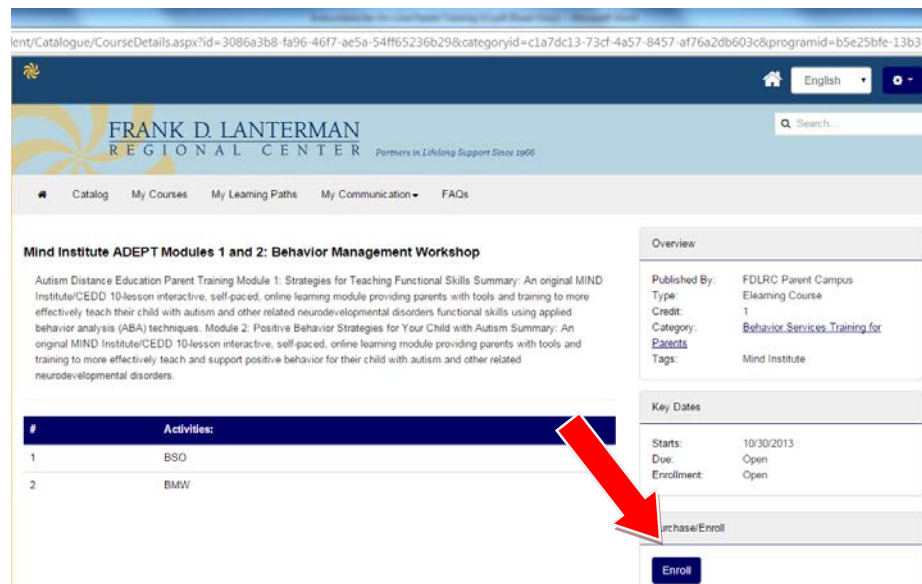 ent/Catalogue/CourseDetails.aspx?id=3086a3b8-fa96-46f7-ae5a-54ff65236b29&categoryid=c1a7dc13-73cf-4a57-8457-af76a2db603c&programid=b5e25bfe-13b3
English
FRANK D. LANTERMAN
REGIONAL CENTER Partners in Lifelong Support Since 1966
Search...
Catalog My Courses My Learning Paths My Communication FAQs
Mind Institute ADEPT Modules 1 and 2: Behavior Management Workshop
Autism Distance Education Parent Training Module 1: Strategies for Teaching Functional Skills Summary: An original MIND
Institute/CEDD 10-lesson interactive, self-paced, online learning module providing parents with tools and training to more
effectively teach their child with autism and other related neurodevelopmental disorders functional skills using applied
behavior analysis (ABA) techniques. Module 2: Positive Behavior Strategies for Your Child with Autism Summary: An
original MIND Institute/CEDD 10-lesson interactive, self-paced, online learning module providing parents with tools and
training to more effectively teach and support positive behavior for their child with autism and other related
neurodevelopmental disorders.
# Activities:
1 BSO
2 BMW
Overview
Published By: FDLRC Parent Campus
Type: Elearning Course
Credit: 1
Category: Behavior Services Training for
Parents
Tags: Mind Institute
Key Dates
Starts: 10/30/2013
Due: Open
Enrollment: Open
urchase/Enroll
Enroll